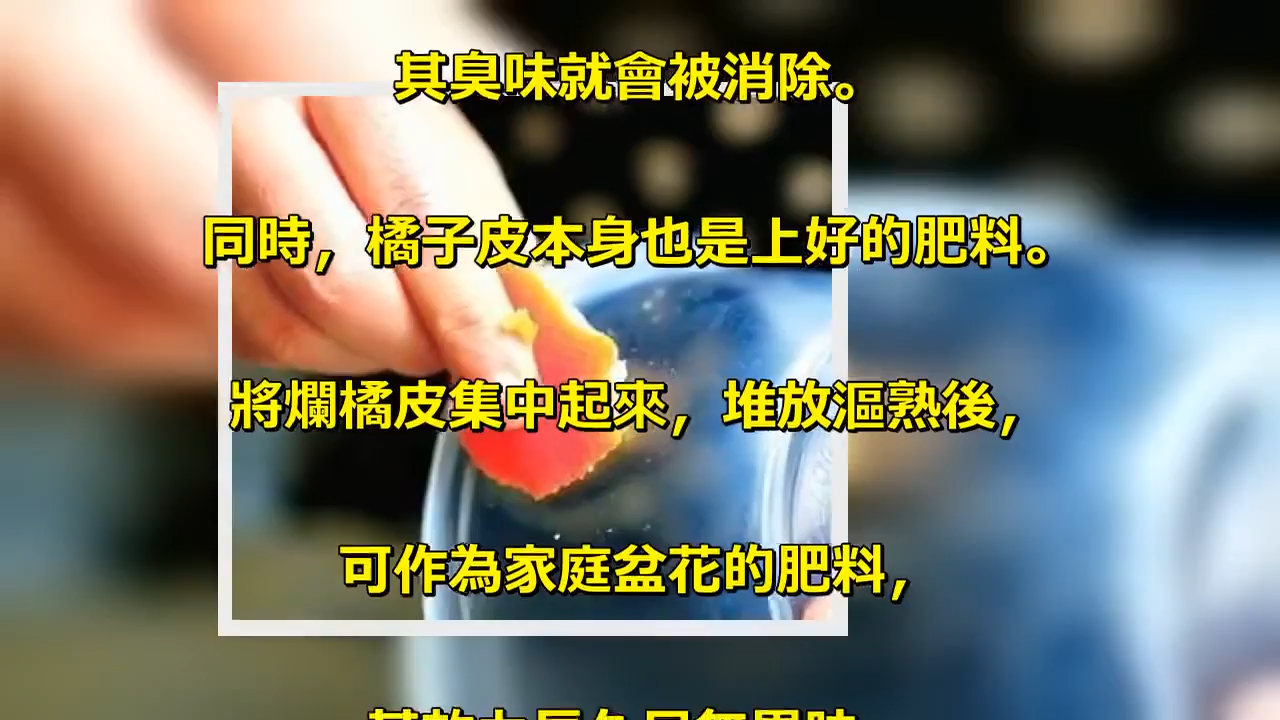 其臭味就會被消除。
同時，橘子皮本身也是上好的肥料。
將爛橘皮集中起來，堆放漚熟後，
可作為家庭盆花的肥料，